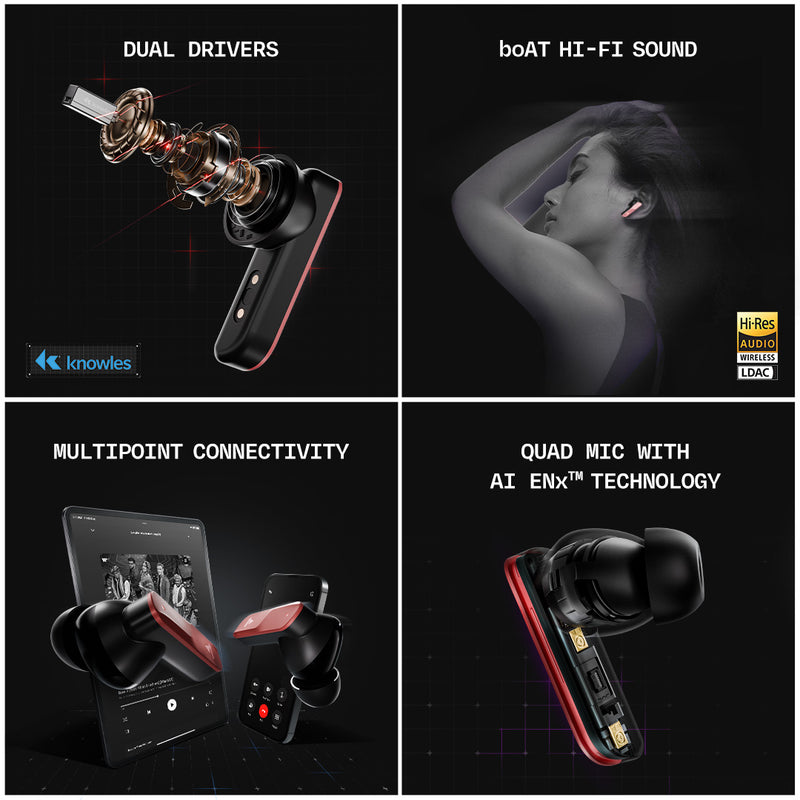 DUAL DRIVERS
knowles
boAT HI-FI SOUND
Hi-Res
AUDIO
WIRELESS
LDAC
MULTIPOINT CONNECTIVITY
QUAD MIC WITH
AI ENx™ TECHNOLOGY